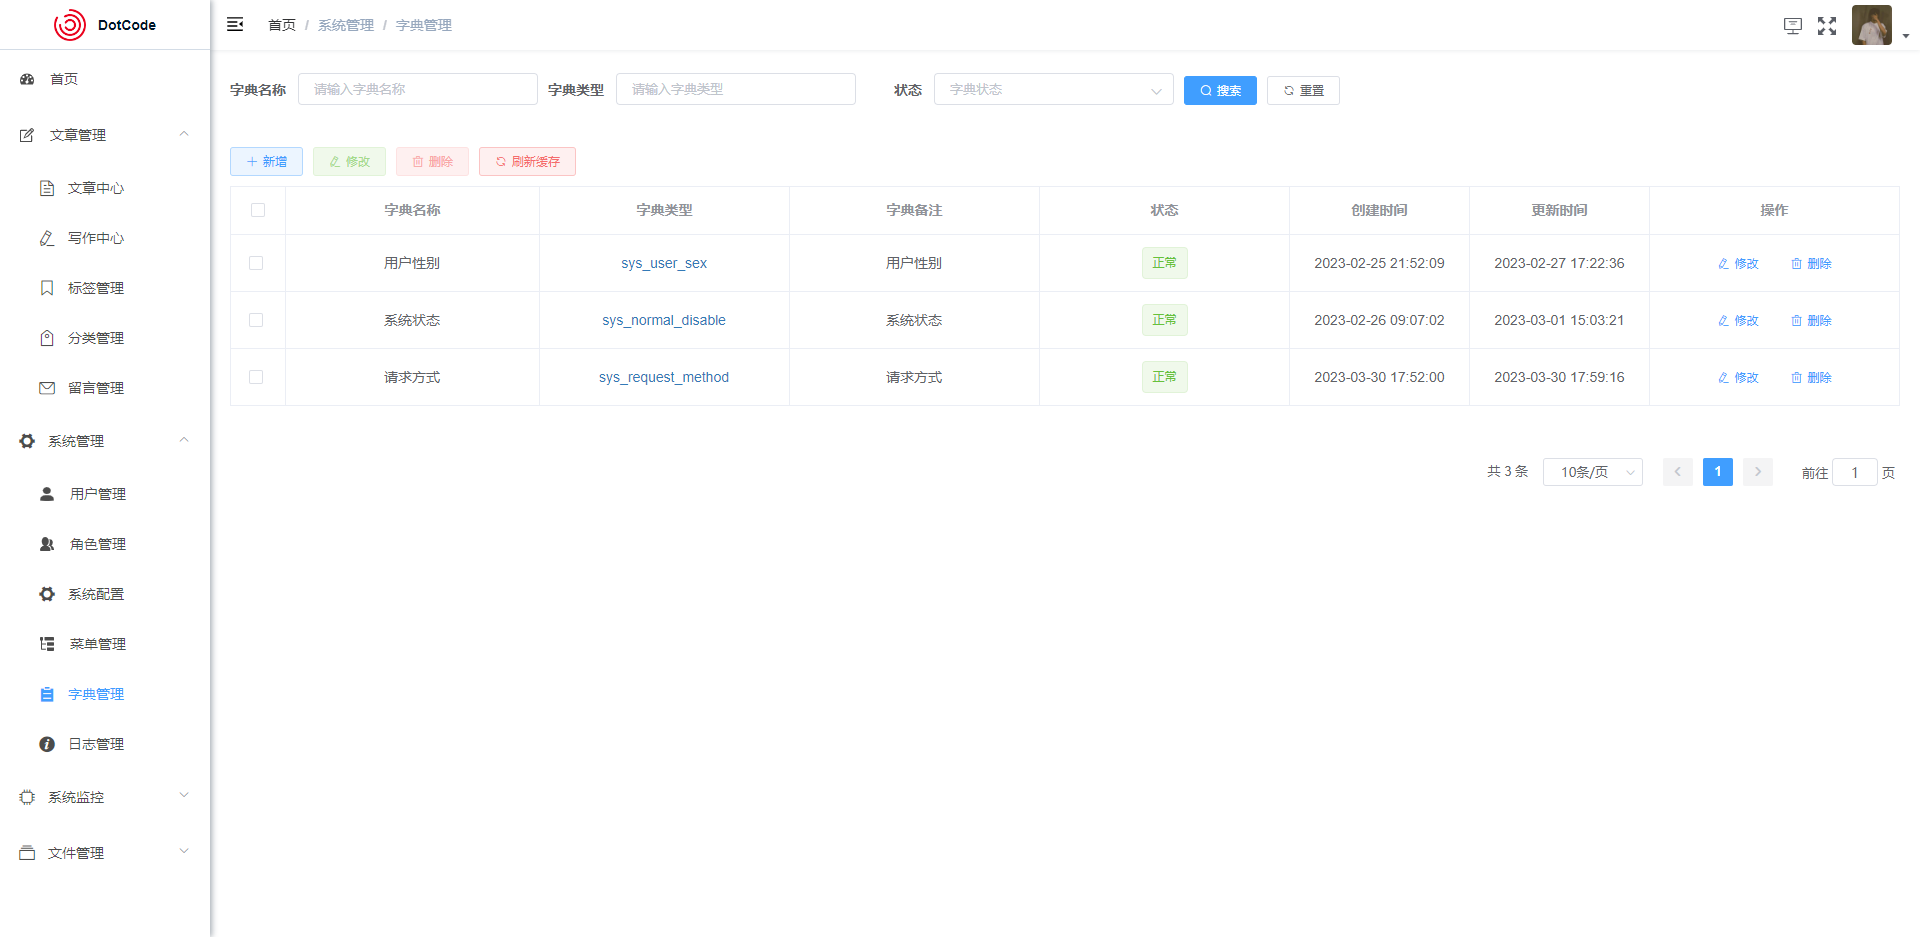 DotCode
首页 / 系统管理 / 字典管理
首页
文章管理
文章中心
写作中心
标签管理
分类管理
留言管理
系统管理
用户管理
角色管理
系统配置
菜单管理
字典管理
日志管理
系统监控
文件管理
字典名称 请输入字典名称 字典类型 请输入字典类型 状态 字典状态 搜索 重置
新增 修改 删除 刷新缓存
字典名称 字典类型 字典备注 状态 创建时间 更新时间 操作
用户性别 sys_user_sex 用户性别 正常 2023-02-25 21:52:09 2023-02-27 17:22:36 修改 删除
系统状态 sys_normal_disable 系统状态 正常 2023-02-26 09:07:02 2023-03-01 15:03:21 修改 删除
请求方式 sys_request_method 请求方式 正常 2023-03-30 17:52:00 2023-03-30 17:59:16 修改 删除
共 3 条 10条/页 1 前往 1 页